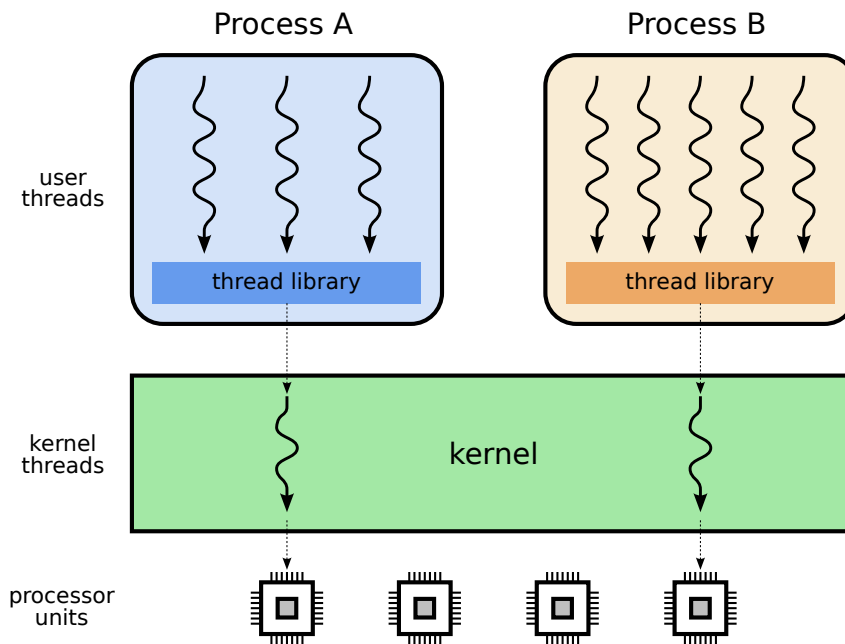 Process A
Process B
user
threads
thread library
thread library
kernel
threads
kernel
processor
units